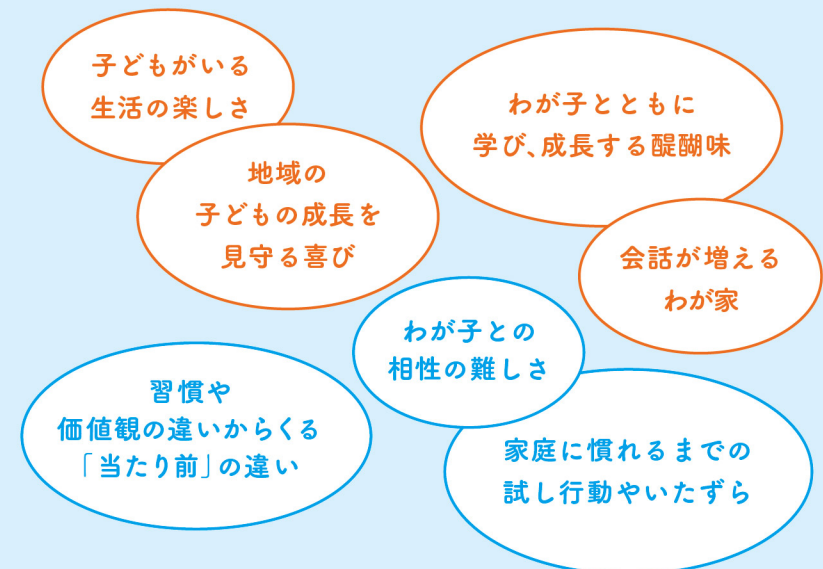 子どもがいる
生活の楽しさ
わが子とともに
学び、成長する醍醐味
地域の
子どもの成長を
見守る喜び
会話が増える
わが家
わが子との
相性の難しさ
習慣や
価値観の違いからくる
「当たり前」の違い
家庭に慣れるまでの
試し行動やいたずら